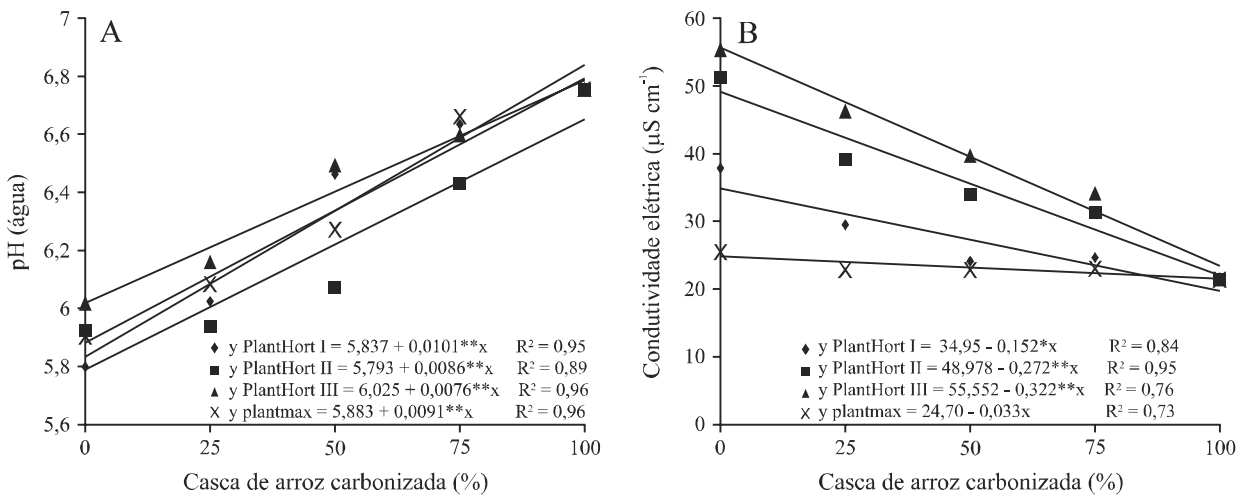 A
pH (água)
7
6,8
6,6
6,4
6,2
6
5,8
5,6
y PlantHort I = 5,837 + 0,0101**x R² = 0,95
y PlantHort II = 5,793 + 0,0086**x R² = 0,89
y PlantHort III = 6,025 + 0,0076**x R² = 0,96
y plantmax = 5,883 + 0,0091**x R² = 0,96
0 25 50 75 100
Casca de arroz carbonizada (%)
B
Condutividade elétrica (µS cm⁻¹)
60
50
40
30
20
10
0
y PlantHort I = 34,95 – 0,152*x R² = 0,84
y PlantHort II = 48,978 – 0,272**x R² = 0,95
y PlantHort III = 55,552 – 0,322**x R² = 0,76
y plantmax = 24,70 – 0,033x R² = 0,73
0 25 50 75 100
Casca de arroz carbonizada (%)